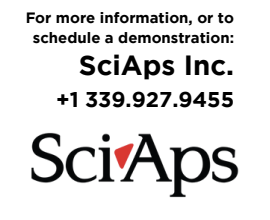 For more information, or to
schedule a demonstration:
SciAps Inc.
+1 339.927.9455
SciAps